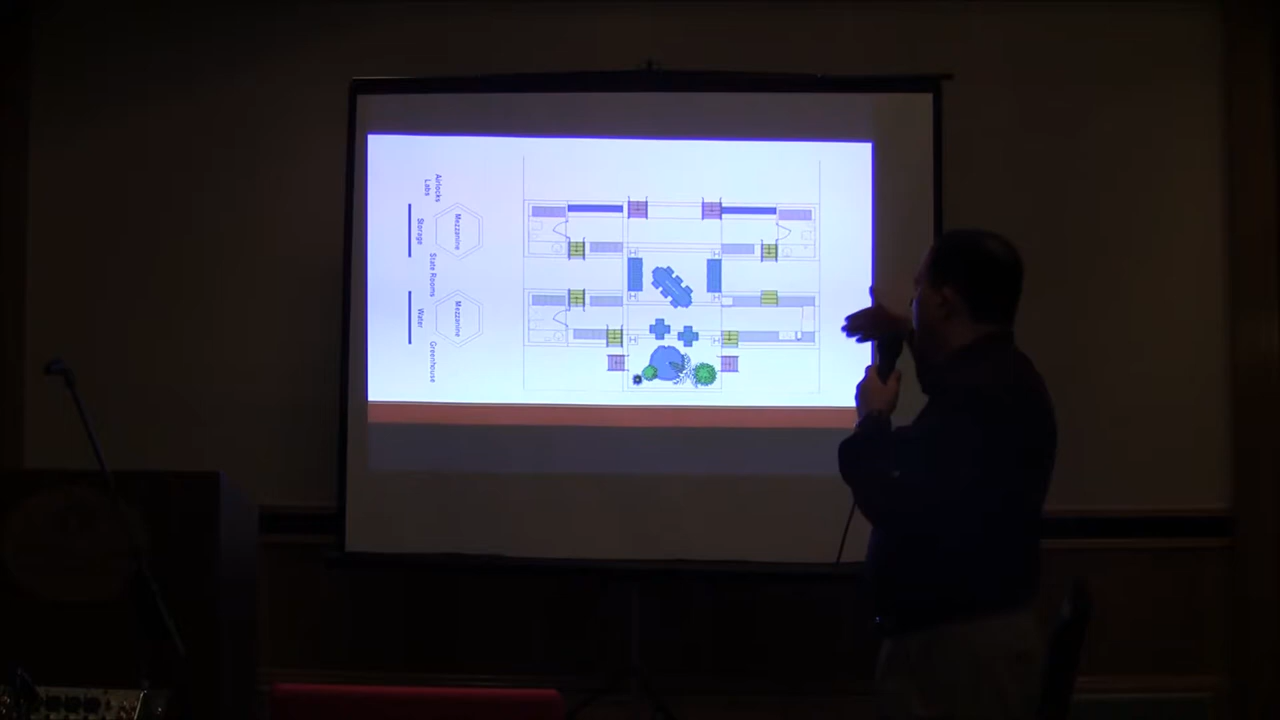 Airlocks
Labs
Storage
State Rooms
Water
Greenhouse
Mezzanine
Mezzanine